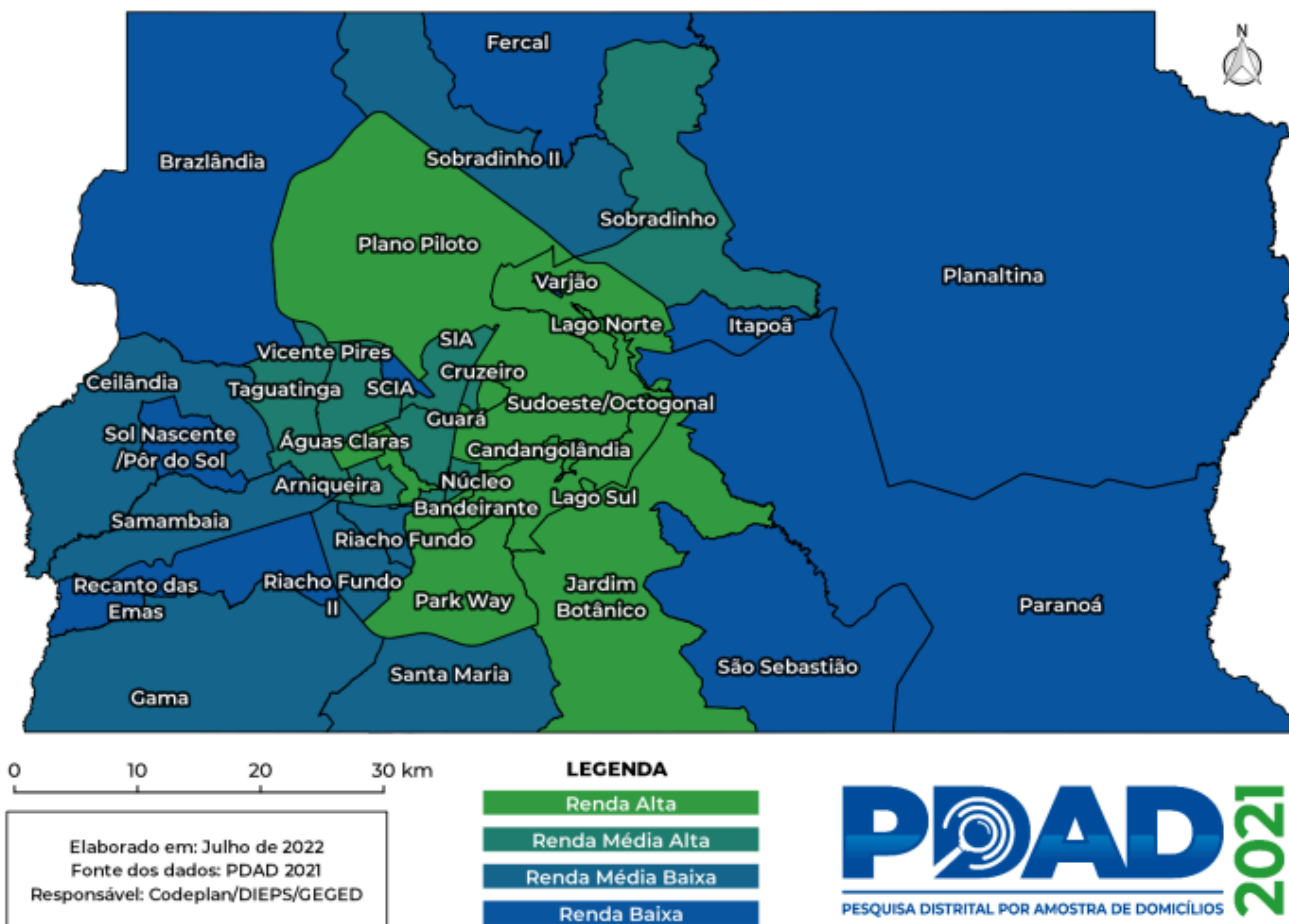 Fercal
N
Brazlândia
Sobradinho II
Sobradinho
Plano Piloto
Planaltina
Varjão
Lago Norte
Itapoã
SIA
Vicente Pires
Cruzeiro
Ceilândia
Taguatinga
SCIA
Sudoeste/Octogonal
Guará
Sol Nascente
/Pôr do Sol
Águas Claras
Candangolândia
Arniqueira
Núcleo
Bandeirante
Lago Sul
Samambaia
Riacho Fundo
Recanto das
Emas
Riacho Fundo
II
Park Way
Jardim
Botânico
Paranoá
São Sebastião
Santa Maria
Gama
0 10 20 30 km
Elaborado em: Julho de 2022
Fonte dos dados: PDAD 2021
Responsável: Codeplan/DIEPS/GEGED
LEGENDA
Renda Alta
Renda Média Alta
Renda Média Baixa
Renda Baixa
PDAD
2021
PESQUISA DISTRITAL POR AMOSTRA DE DOMICÍLIOS